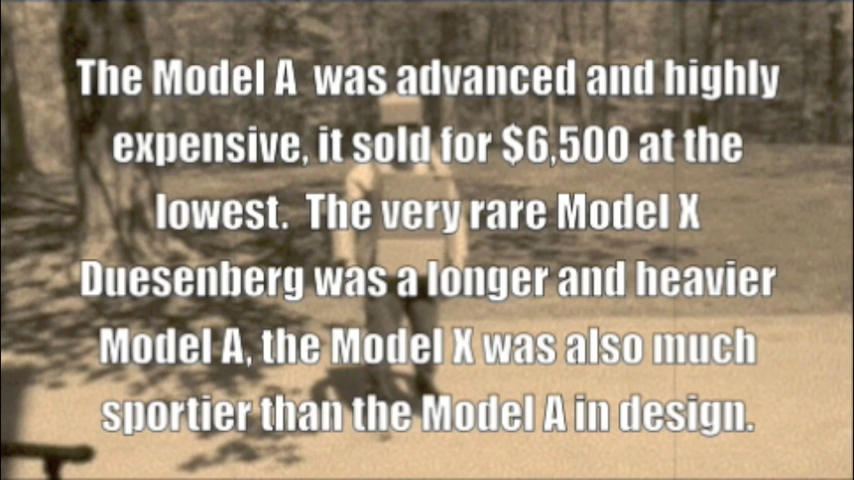 The Model A was advanced and highly
expensive, it sold for $6,500 at the
lowest. The very rare Model X
Duesenberg was a longer and heavier
Model A, the Model X was also much
sportier than the Model A in design.